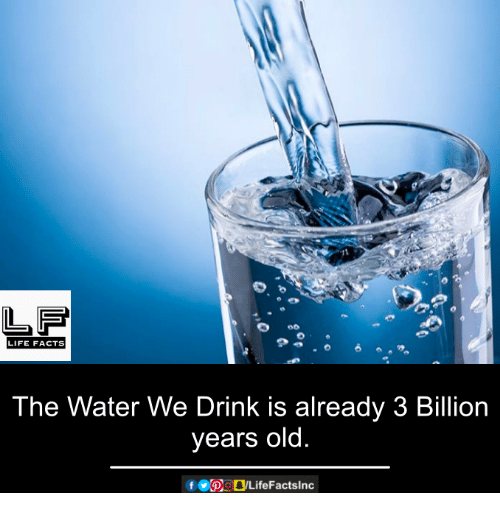 LF
LIFE FACTS
The Water We Drink is already 3 Billion
years old.
/LifeFactsInc